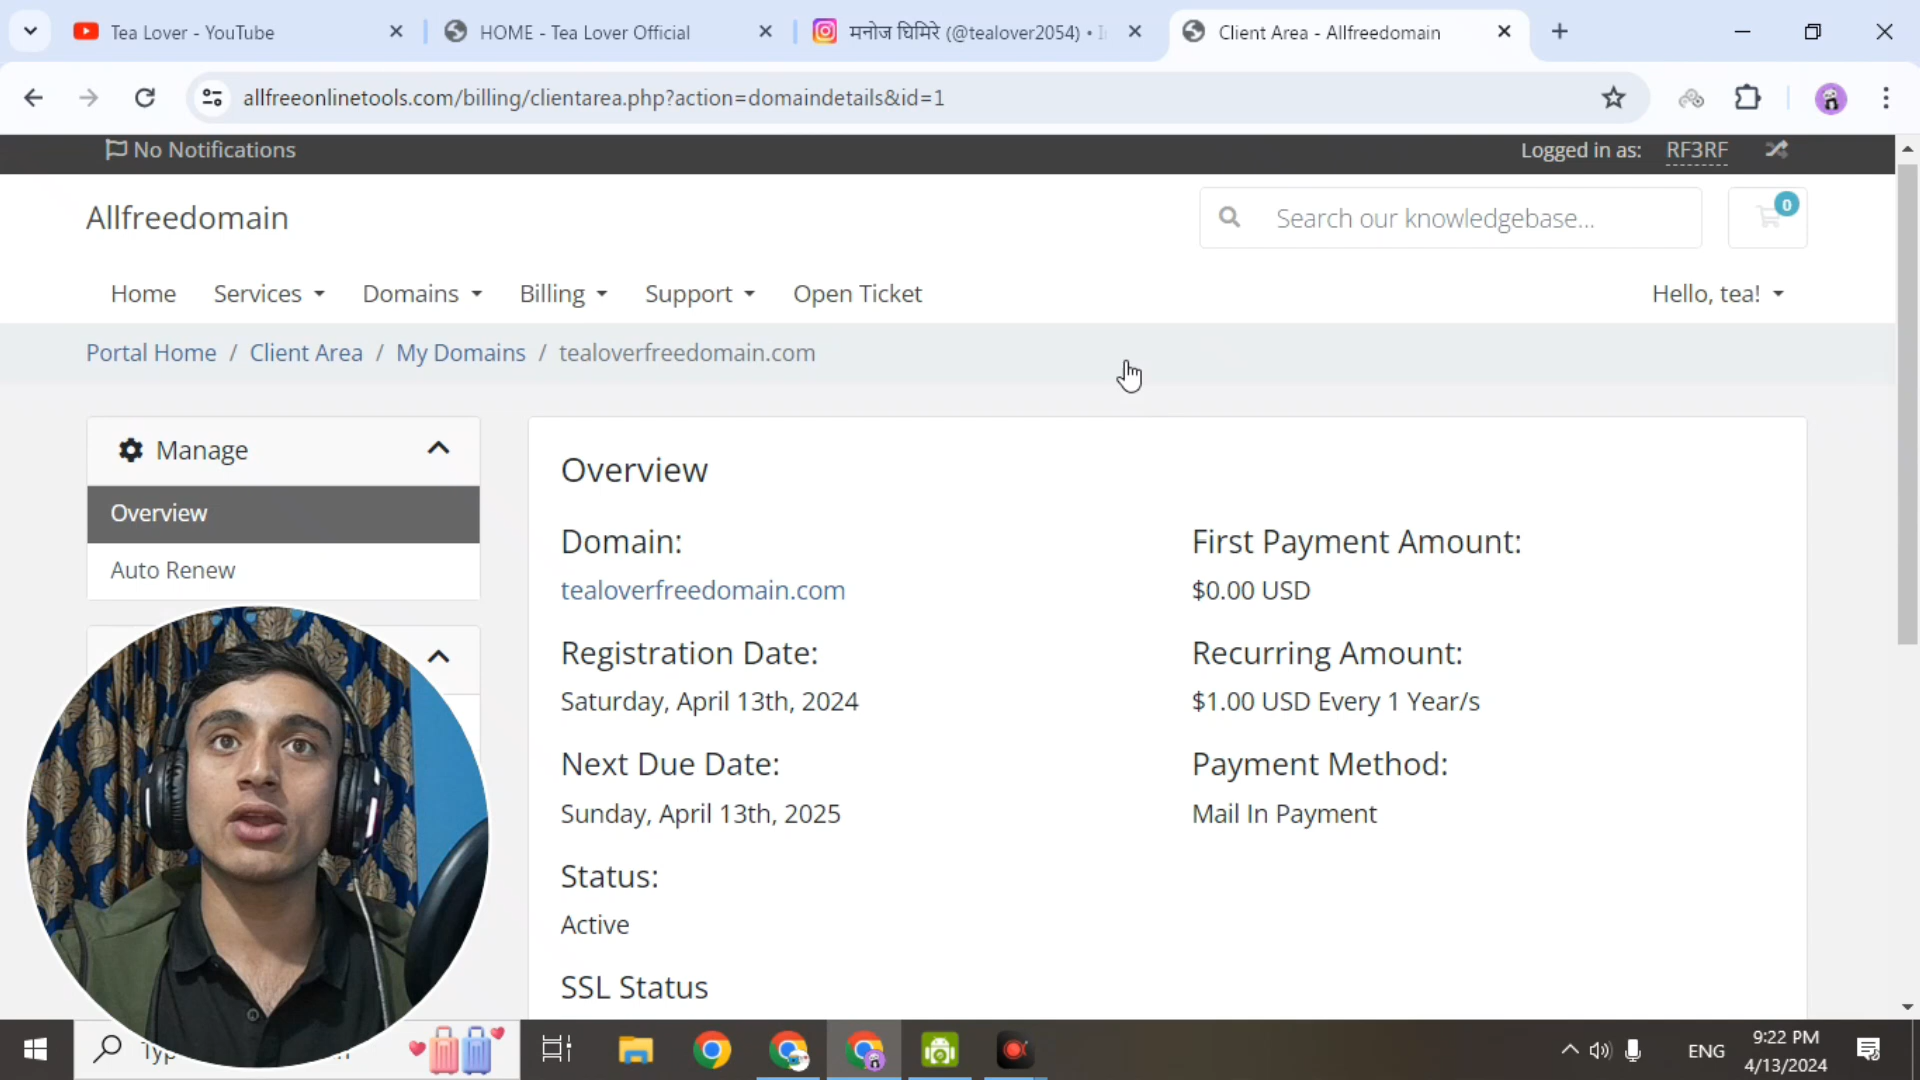 Tea Lover - YouTube
HOME - Tea Lover Official
मनोज घिमिरे (@tealover2054) •
Client Area - Allfreedomain
allfreeonlinetools.com/billing/clientarea.php?action=domaindetails&id=1
No Notifications
Logged in as: RF3RF
Allfreedomain
Search our knowledgebase...
0
Home Services Domains Billing Support Open Ticket
Hello, tea!
Portal Home / Client Area / My Domains / tealoverfreedomain.com
Manage
Overview
Auto Renew
Overview
Domain:
tealoverfreedomain.com
Registration Date:
Saturday, April 13th, 2024
Next Due Date:
Sunday, April 13th, 2025
Status:
Active
SSL Status
First Payment Amount:
$0.00 USD
Recurring Amount:
$1.00 USD Every 1 Year/s
Payment Method:
Mail In Payment
ENG
9:22 PM
4/13/2024